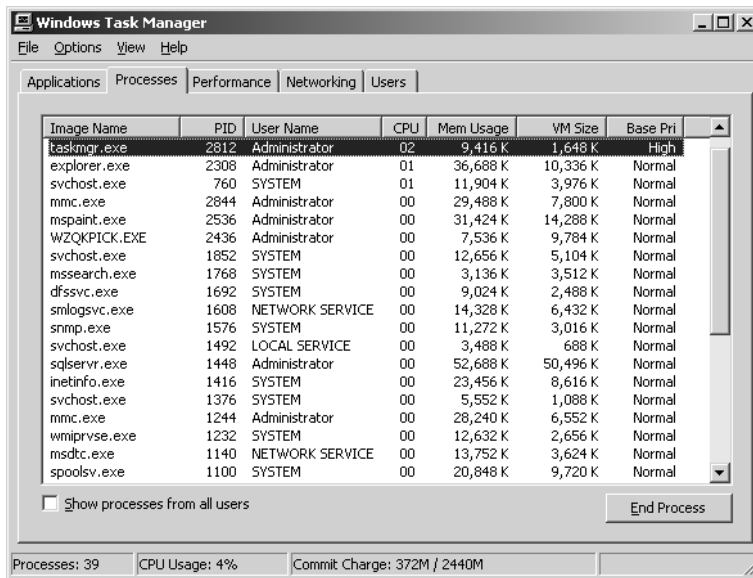 Windows Task Manager
File Options View Help
Applications Processes Performance Networking Users
Image Name PID User Name CPU Mem Usage VM Size Base Pri
taskmgr.exe 2812 Administrator 02 9,416 K 1,648 K High
explorer.exe 2308 Administrator 01 36,688 K 10,336 K Normal
svchost.exe 760 SYSTEM 01 11,904 K 3,976 K Normal
mmc.exe 2844 Administrator 00 29,488 K 7,800 K Normal
mspaint.exe 2536 Administrator 00 31,424 K 14,288 K Normal
WZQKPICK.EXE 2436 Administrator 00 7,536 K 9,784 K Normal
svchost.exe 1852 SYSTEM 00 12,656 K 5,104 K Normal
mssearch.exe 1768 SYSTEM 00 3,136 K 3,512 K Normal
dfssvc.exe 1692 SYSTEM 00 9,024 K 2,488 K Normal
smlogsvc.exe 1608 NETWORK SERVICE 00 14,328 K 6,432 K Normal
snmp.exe 1576 SYSTEM 00 11,272 K 3,016 K Normal
svchost.exe 1492 LOCAL SERVICE 00 3,488 K 688 K Normal
sqlservr.exe 1448 Administrator 00 52,688 K 50,496 K Normal
inetinfo.exe 1416 SYSTEM 00 23,456 K 8,616 K Normal
svchost.exe 1376 SYSTEM 00 5,552 K 1,088 K Normal
mmc.exe 1244 Administrator 00 28,240 K 6,552 K Normal
wmiprvse.exe 1232 SYSTEM 00 12,632 K 2,656 K Normal
msdtc.exe 1140 NETWORK SERVICE 00 13,752 K 3,624 K Normal
spoolsv.exe 1100 SYSTEM 00 20,848 K 9,720 K Normal
Show processes from all users
End Process
Processes: 39 CPU Usage: 4% Commit Charge: 372M / 2440M